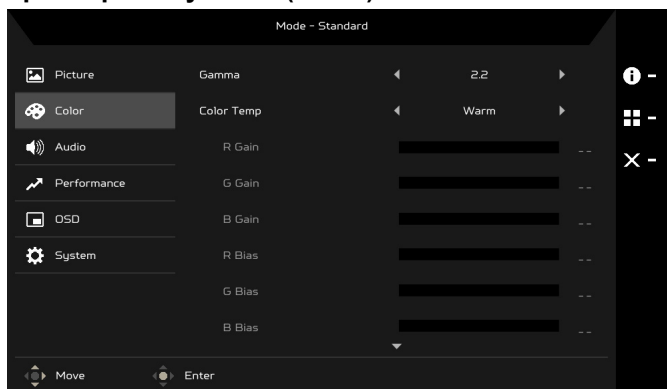 Mode - Standard
Picture
Gamma
2.2
Color
Color Temp
Warm
Audio
R Gain
--
Performance
G Gain
--
OSD
B Gain
--
System
R Bias
--
G Bias
--
B Bias
--
Move
Enter